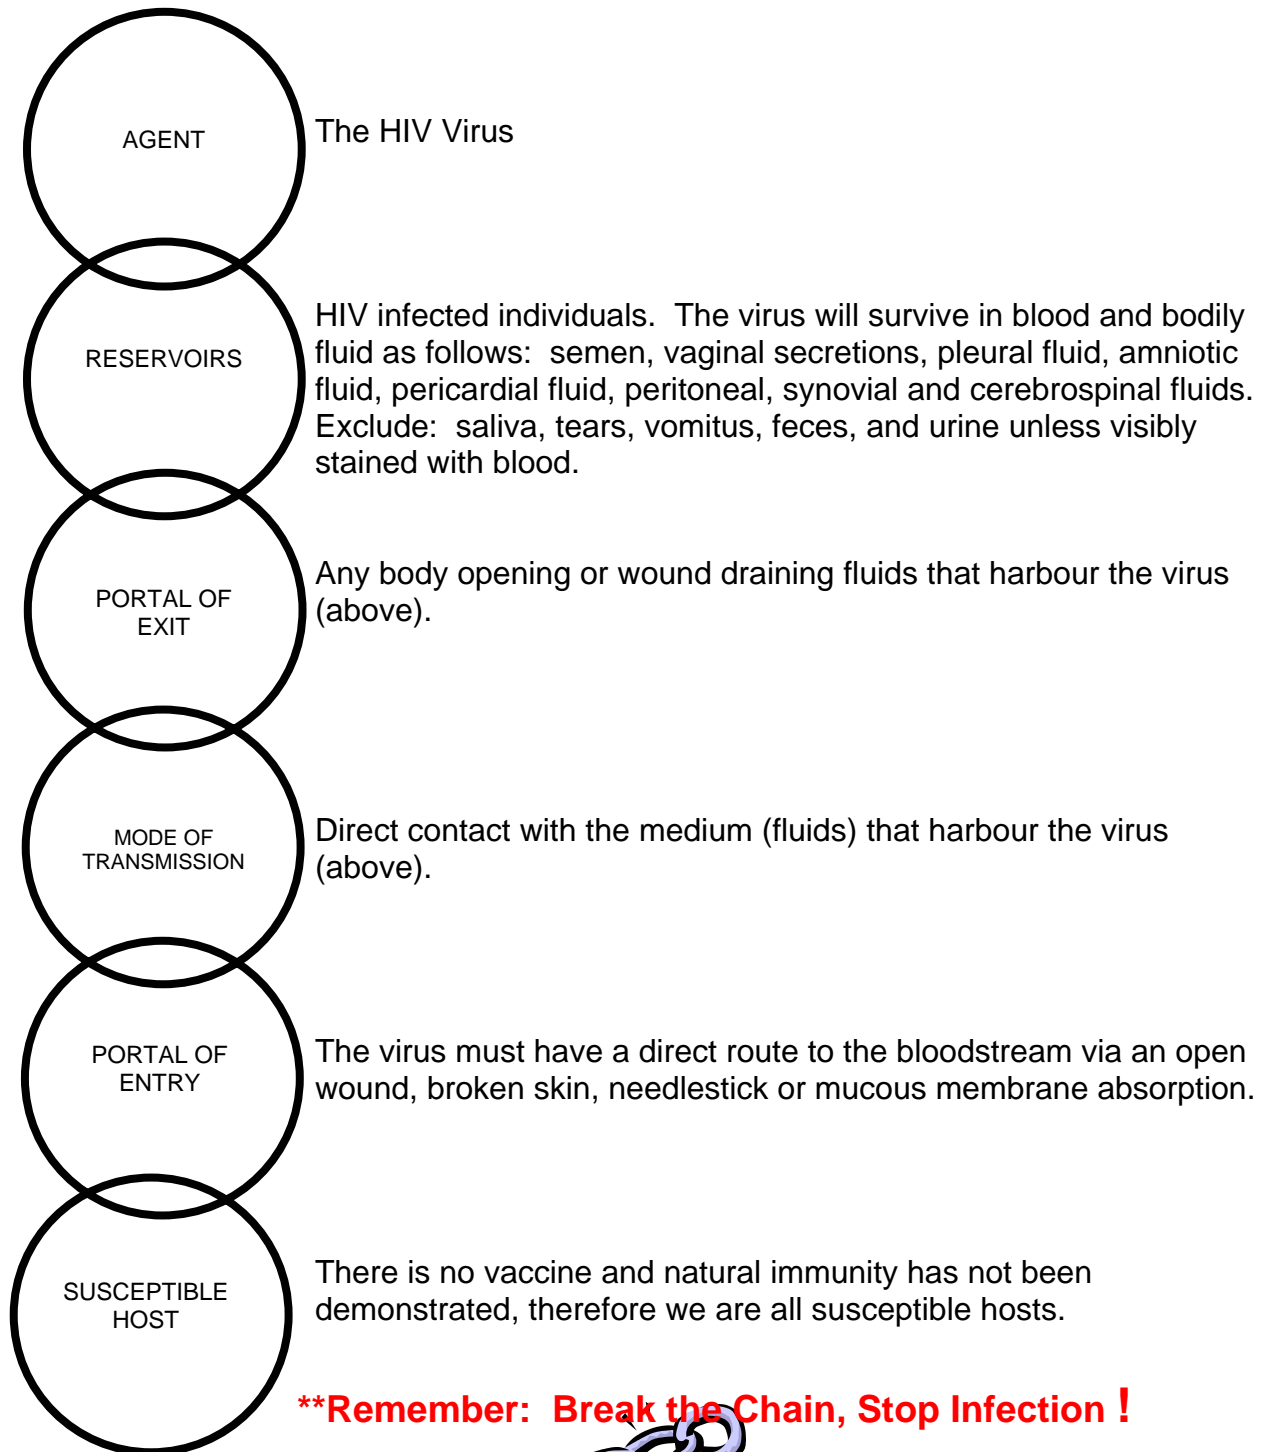 AGENT
The HIV Virus
RESERVOIRS
HIV infected individuals.  The virus will survive in blood and bodily
fluid as follows:  semen, vaginal secretions, pleural fluid, amniotic
fluid, pericardial fluid, peritoneal, synovial and cerebrospinal fluids.
Exclude:  saliva, tears, vomitus, feces, and urine unless visibly
stained with blood.
PORTAL OF
EXIT
Any body opening or wound draining fluids that harbour the virus
(above).
MODE OF
TRANSMISSION
Direct contact with the medium (fluids) that harbour the virus
(above).
PORTAL OF
ENTRY
The virus must have a direct route to the bloodstream via an open
wound, broken skin, needlestick or mucous membrane absorption.
SUSCEPTIBLE
HOST
There is no vaccine and natural immunity has not been
demonstrated, therefore we are all susceptible hosts.
**Remember:  Break the Chain, Stop Infection !